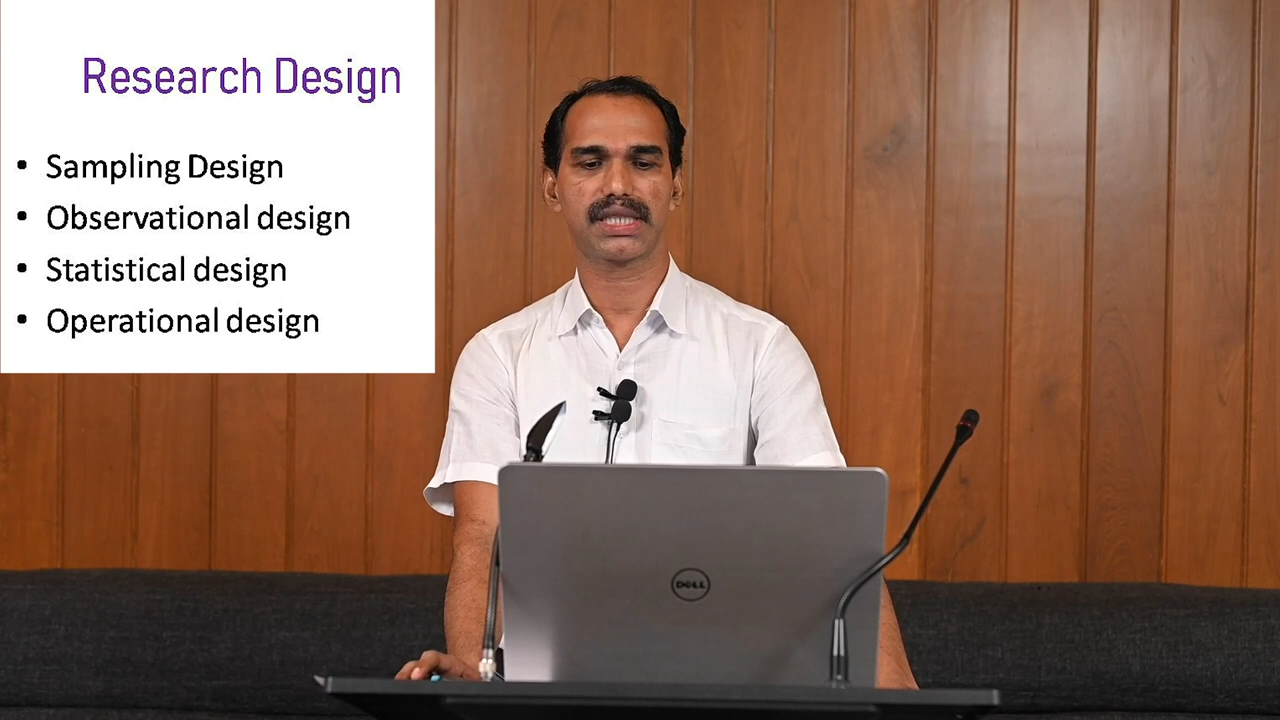 Research Design
• Sampling Design
• Observational design
• Statistical design
• Operational design
DELL